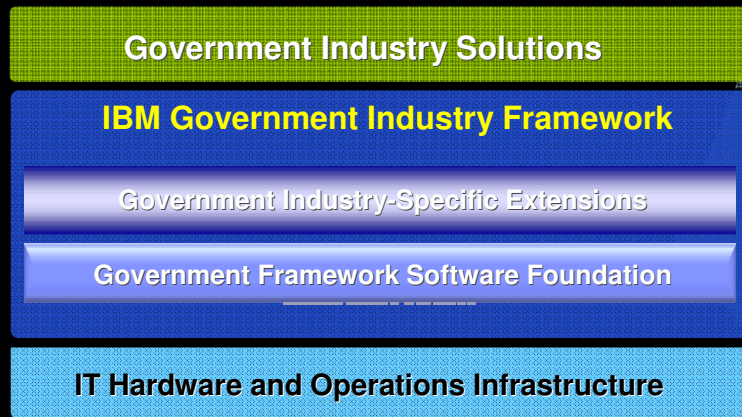 Government Industry Solutions
IBM Government Industry Framework
Government Industry-Specific Extensions
Government Framework Software Foundation
IT Hardware and Operations Infrastructure